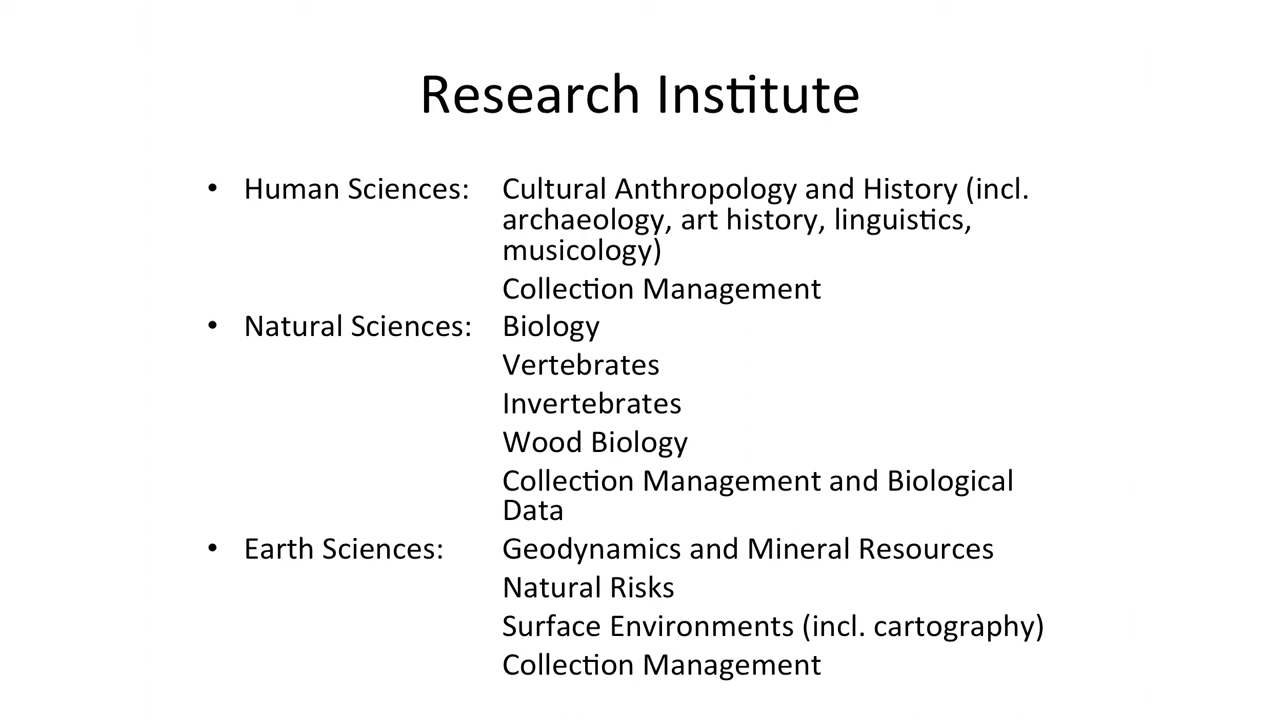 Research Institute
• Human Sciences: Cultural Anthropology and History (incl.
archaeology, art history, linguistics,
musicology)
Collection Management
• Natural Sciences: Biology
Vertebrates
Invertebrates
Wood Biology
Collection Management and Biological
Data
• Earth Sciences: Geodynamics and Mineral Resources
Natural Risks
Surface Environments (incl. cartography)
Collection Management